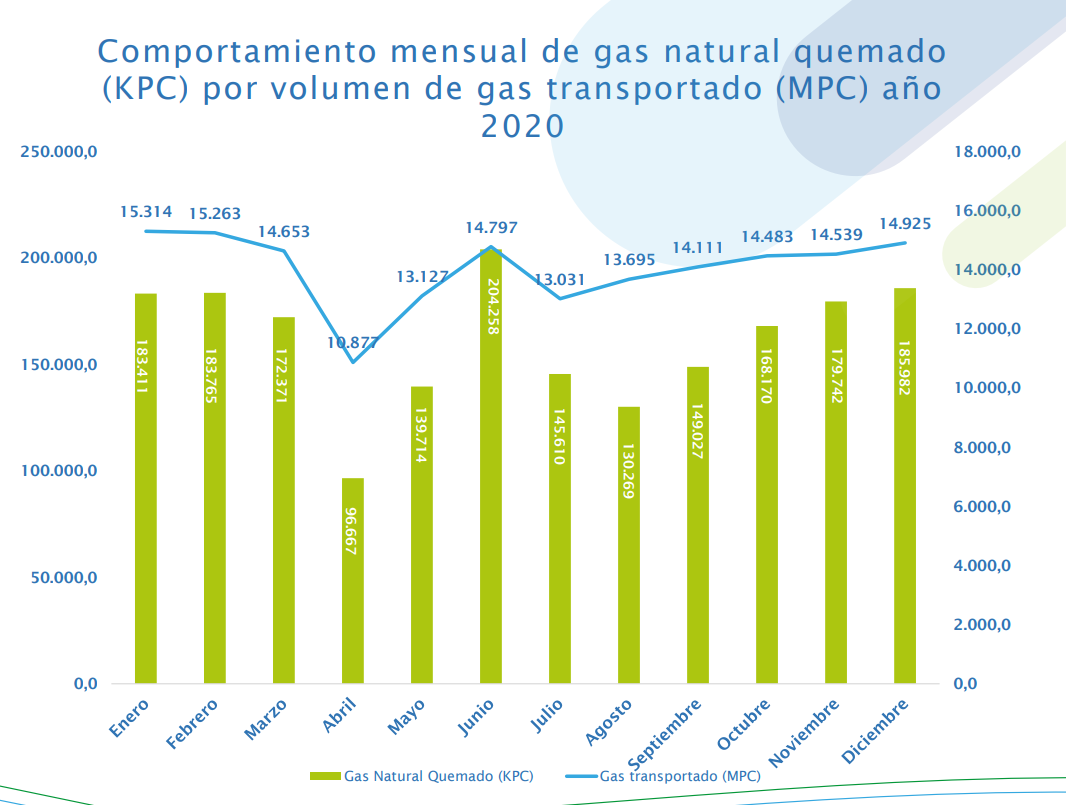 Comportamiento mensual de gas natural quemado
(KPC) por volumen de gas transportado (MPC) año
2020
250.000,0
200.000,0
150.000,0
100.000,0
50.000,0
0,0
18.000,0
16.000,0
14.000,0
12.000,0
10.000,0
8.000,0
6.000,0
4.000,0
2.000,0
0,0
15.314
15.263
14.653
10.877
13.127
14.797
13.031
13.695
14.111
14.483
14.539
14.925
183.411
183.765
172.371
96.667
139.714
204.258
145.610
130.269
149.027
168.170
179.742
185.982
Enero
Febrero
Marzo
Abril
Mayo
Junio
Julio
Agosto
Septiembre
Octubre
Noviembre
Diciembre
Gas Natural Quemado (KPC)
Gas transportado (MPC)